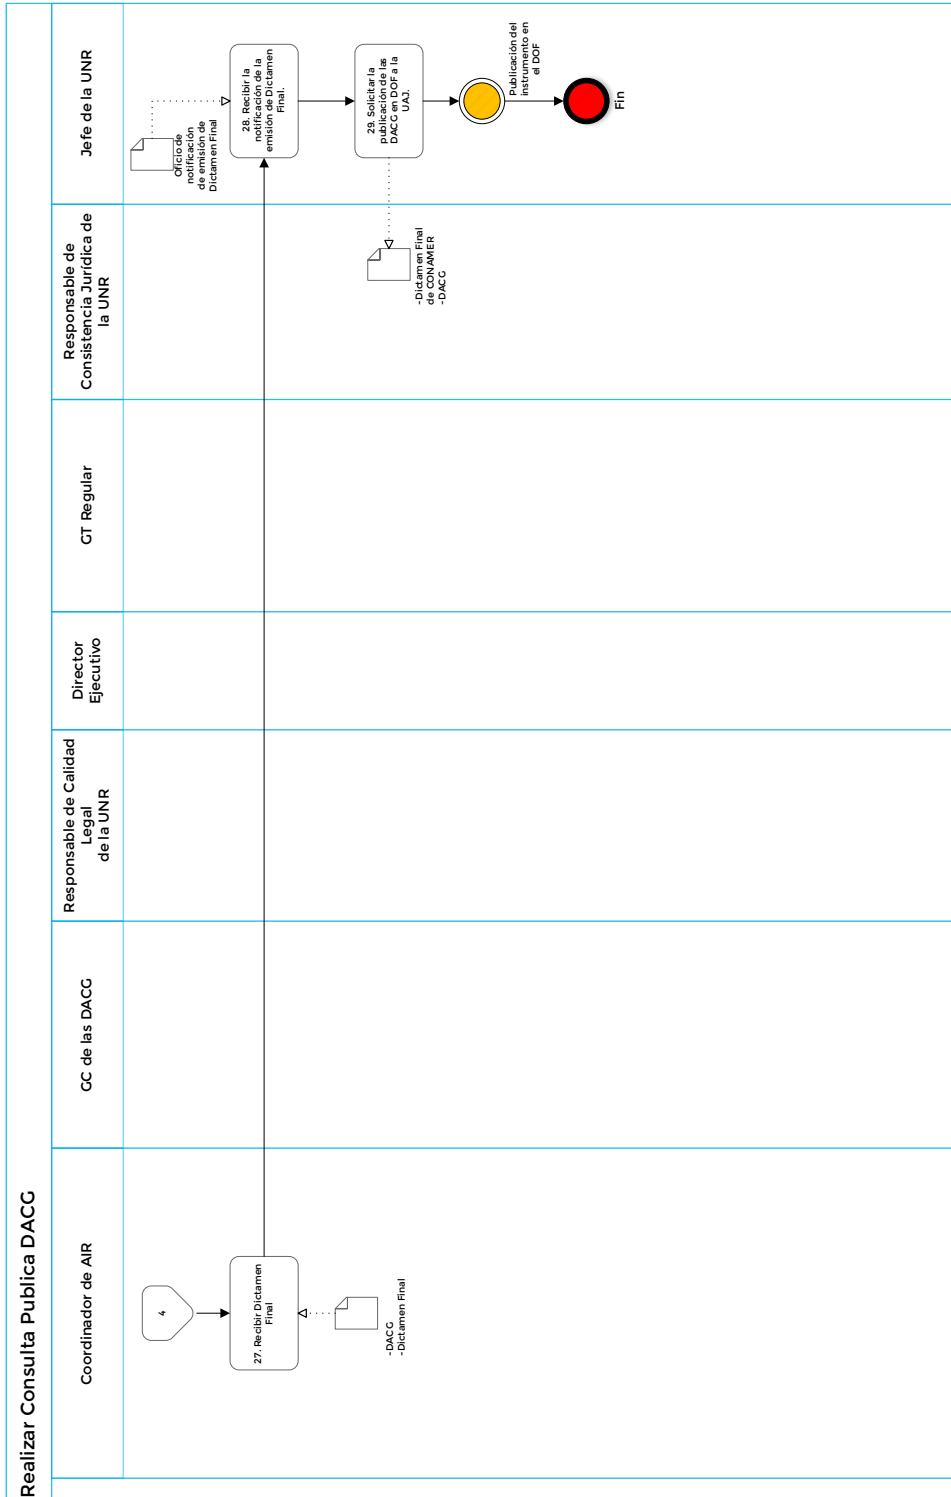 Realizar Consulta Publica DACG
Jefe de la UNR
Responsable de
Consistencia Jurídica de
la UNR
GT Regular
Director
Ejecutivo
Responsable de Calidad
Legal
de la UNR
GC de las DACG
Coordinador de AIR
4
27. Recibir Dictamen
Final
-DACG
-Dictamen Final
Oficio de
notificación
de emisión de
Dictamen Final
28. Recibir la
notificación de la
emisión de Dictamen
Final.
29. Solicitar la
publicación de las
DACG en DOF a la
UAJ.
-Dictamen Final
de CONAMER
-DACG
Publicación del
instrumento en
el DOF
Fin